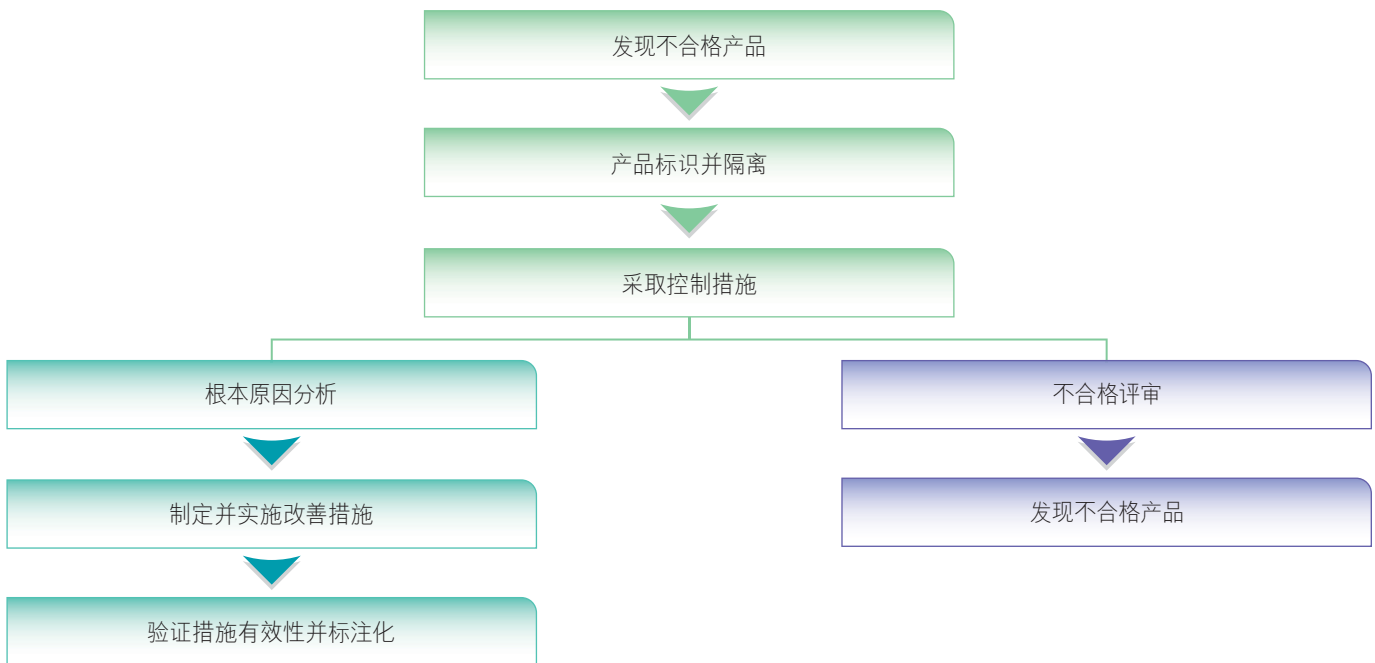 发现不合格产品
产品标识并隔离
采取控制措施
根本原因分析
不合格评审
制定并实施改善措施
发现不合格产品
验证措施有效性并标注化